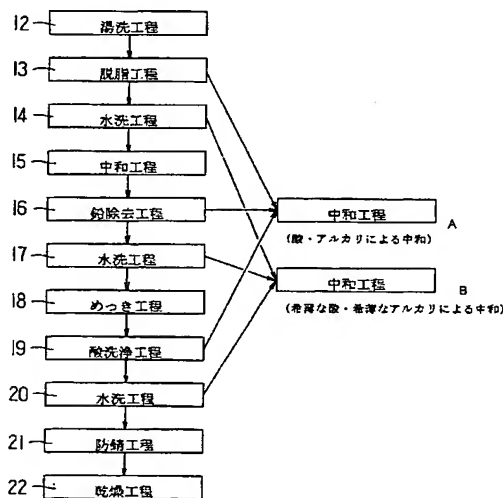 12 湯洗工程
13 脱脂工程
14 水洗工程
15 中和工程
16 鉛除去工程
17 水洗工程
18 めっき工程
19 酸洗浄工程
20 水洗工程
21 防錆工程
22 乾燥工程
中和工程 A
(酸・アルカリによる中和)
中和工程 B
(希薄な酸・希薄なアルカリによる中和)